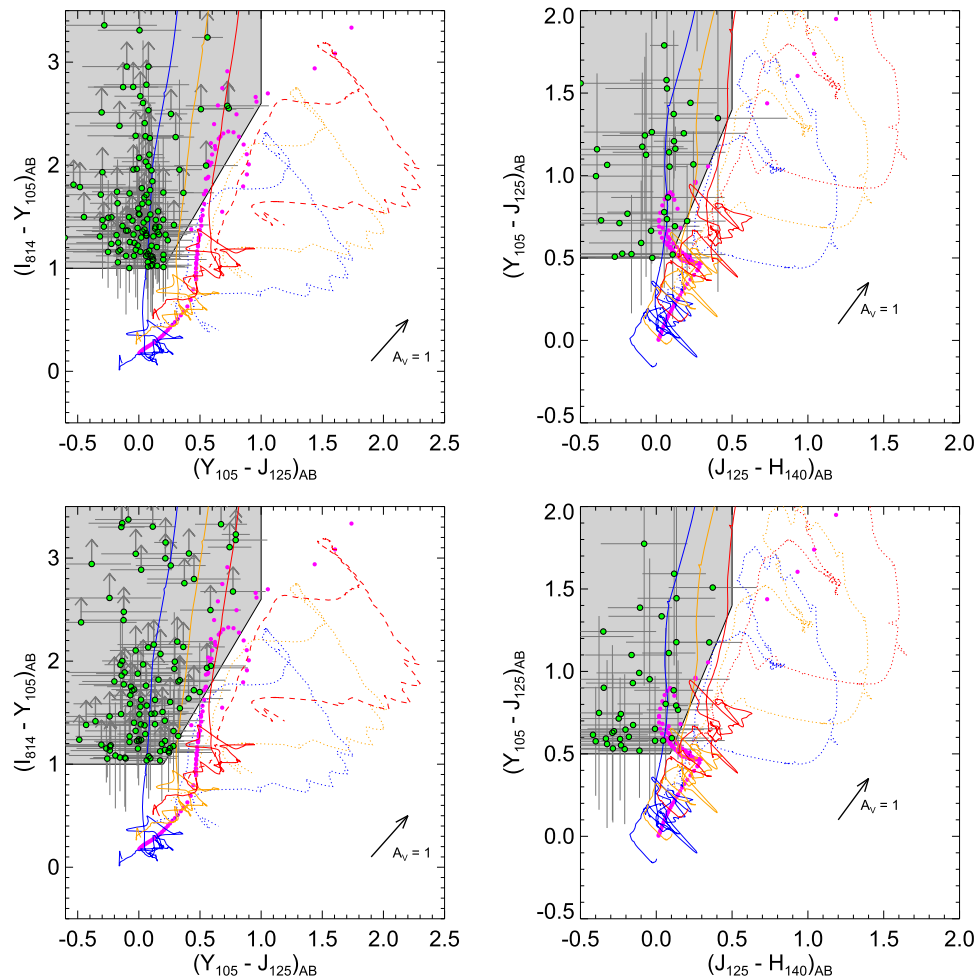 3
2
1
0
(I₈₁₄ - Y₁₀₅)AB
A_V = 1
-0.5 0.0 0.5 1.0 1.5 2.0 2.5
(Y₁₀₅ - J₁₂₅)AB
2.0
1.5
1.0
0.5
0.0
-0.5
(Y₁₀₅ - J₁₂₅)AB
A_V = 1
-0.5 0.0 0.5 1.0 1.5 2.0
(J₁₂₅ - H₁₄₀)AB
3
2
1
0
(I₈₁₄ - Y₁₀₅)AB
A_V = 1
-0.5 0.0 0.5 1.0 1.5 2.0 2.5
(Y₁₀₅ - J₁₂₅)AB
2.0
1.5
1.0
0.5
0.0
-0.5
(Y₁₀₅ - J₁₂₅)AB
A_V = 1
-0.5 0.0 0.5 1.0 1.5 2.0
(J₁₂₅ - H₁₄₀)AB